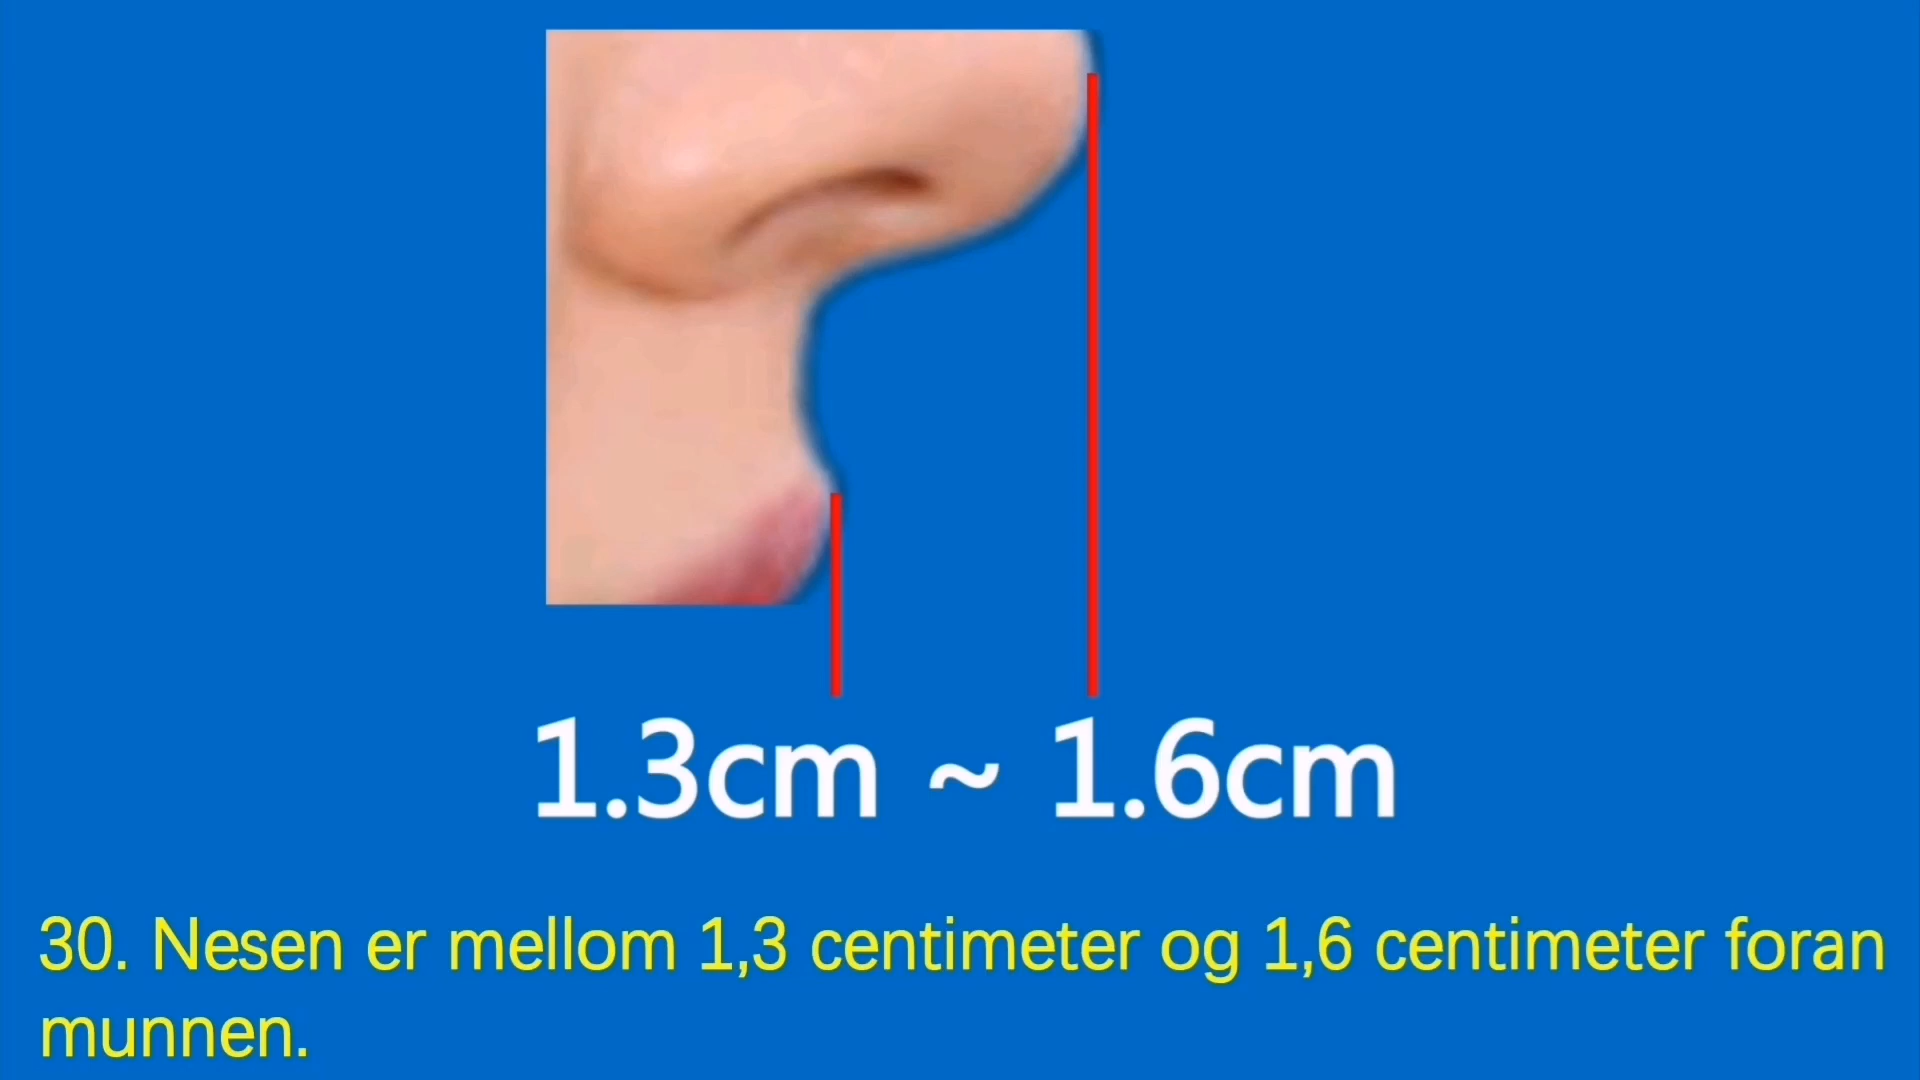 1.3cm ~ 1.6cm
30. Nesen er mellom 1,3 centimeter og 1,6 centimeter foran
munnen.